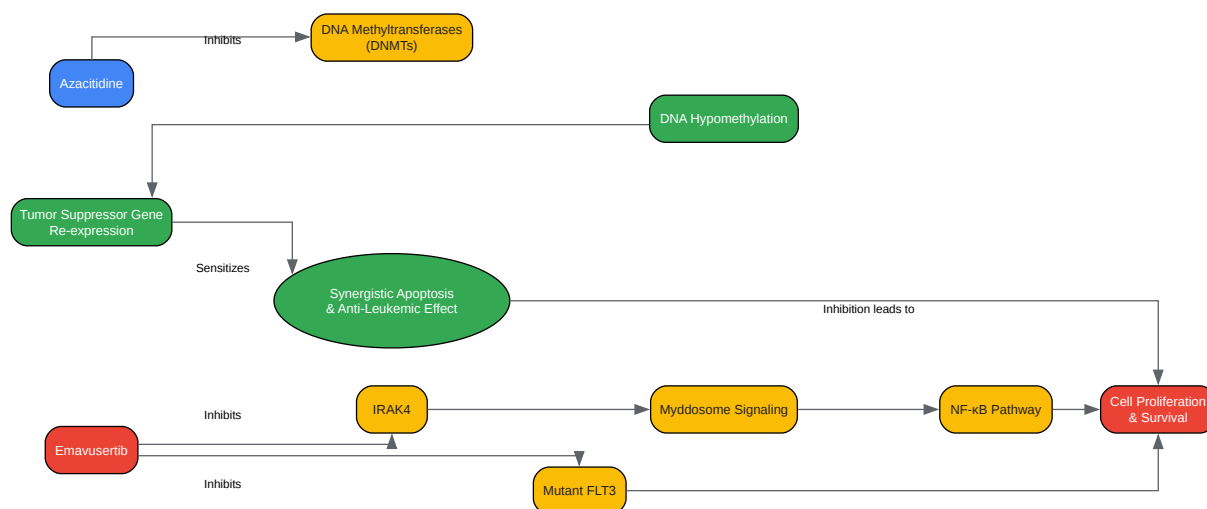 DNA Methyltransferases
(DNMTs)
Inhibits
Azacitidine
DNA Hypomethylation
Tumor Suppressor Gene
Re-expression
Sensitizes
Synergistic Apoptosis
& Anti-Leukemic Effect
Inhibition leads to
IRAK4
Myddosome Signaling
NF-κB Pathway
Cell Proliferation
& Survival
Inhibits
Emavusertib
Inhibits
Mutant FLT3